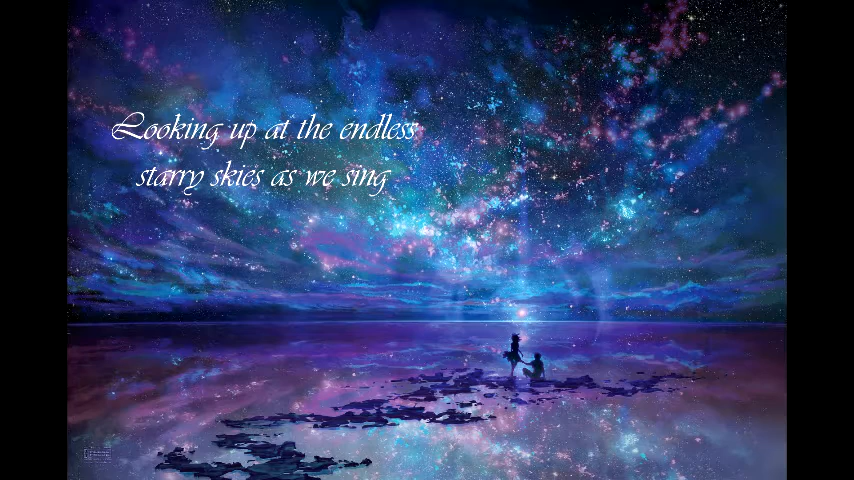 Looking up at the endless
starry skies as we sing